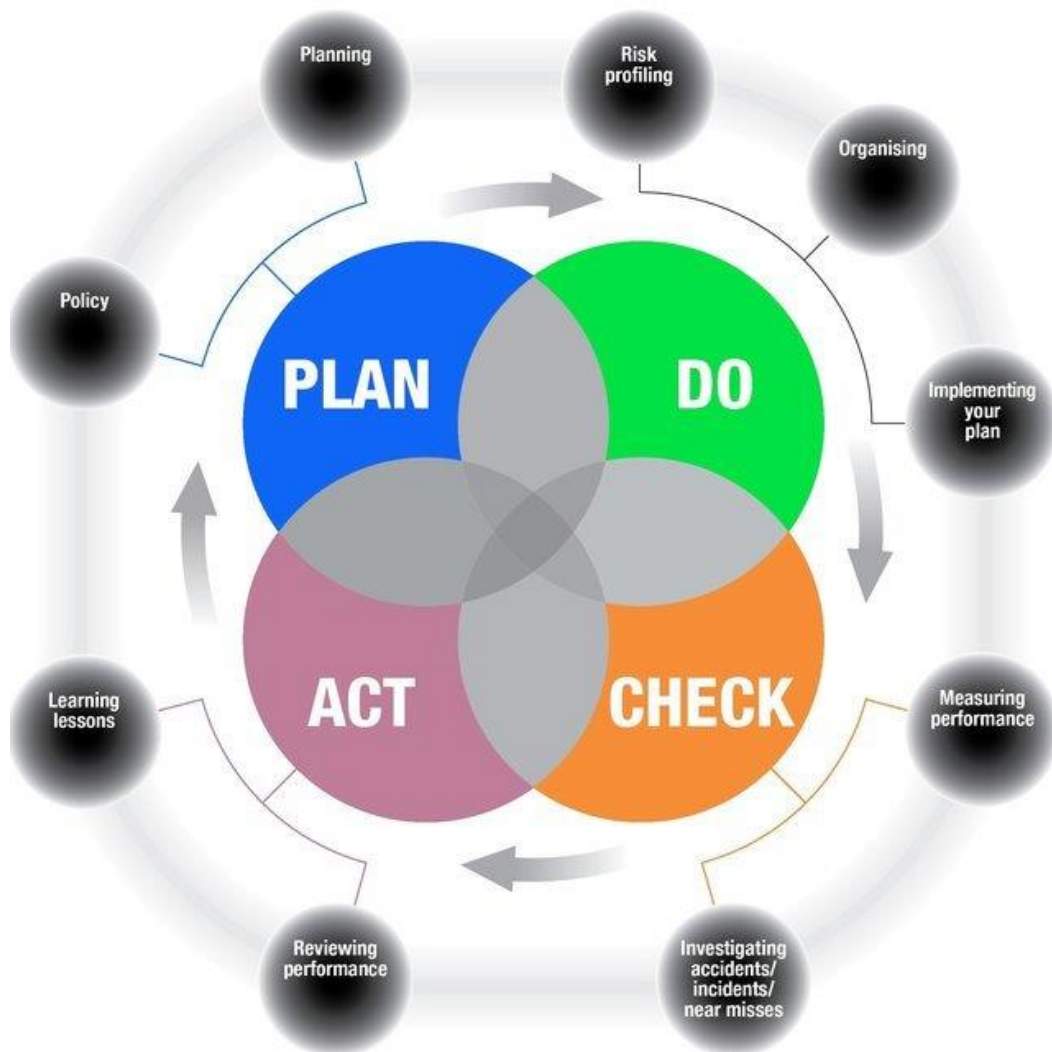 Planning
Risk
profiling
Organising
Policy
PLAN
DO
Implementing
your
plan
Learning
lessons
ACT
CHECK
Measuring
performance
Reviewing
performance
Investigating
accidents/
incidents/
near misses